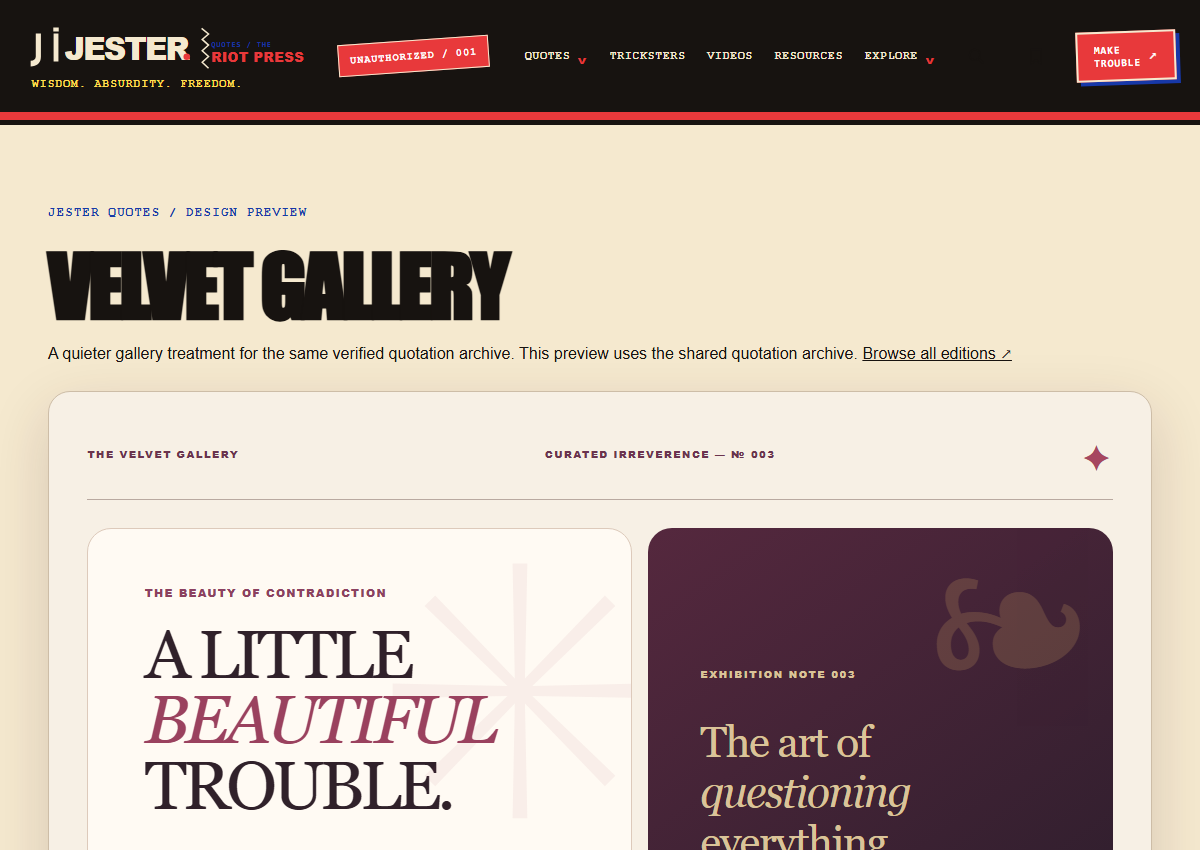 Ji JESTER
QUOTES / THE
RIOT PRESS
WISDOM. ABSURDITY. FREEDOM.
UNAUTHORIZED / 001
QUOTES v
TRICKSTERS
VIDEOS
RESOURCES
EXPLORE v
MAKE
TROUBLE ↗
JESTER QUOTES / DESIGN PREVIEW
VELVET GALLERY
A quieter gallery treatment for the same verified quotation archive. This preview uses the shared quotation archive. Browse all editions ↗
THE VELVET GALLERY
CURATED IRREVERENCE — № 003
THE BEAUTY OF CONTRADICTION
A LITTLE
BEAUTIFUL
TROUBLE.
EXHIBITION NOTE 003
The art of
questioning
everything